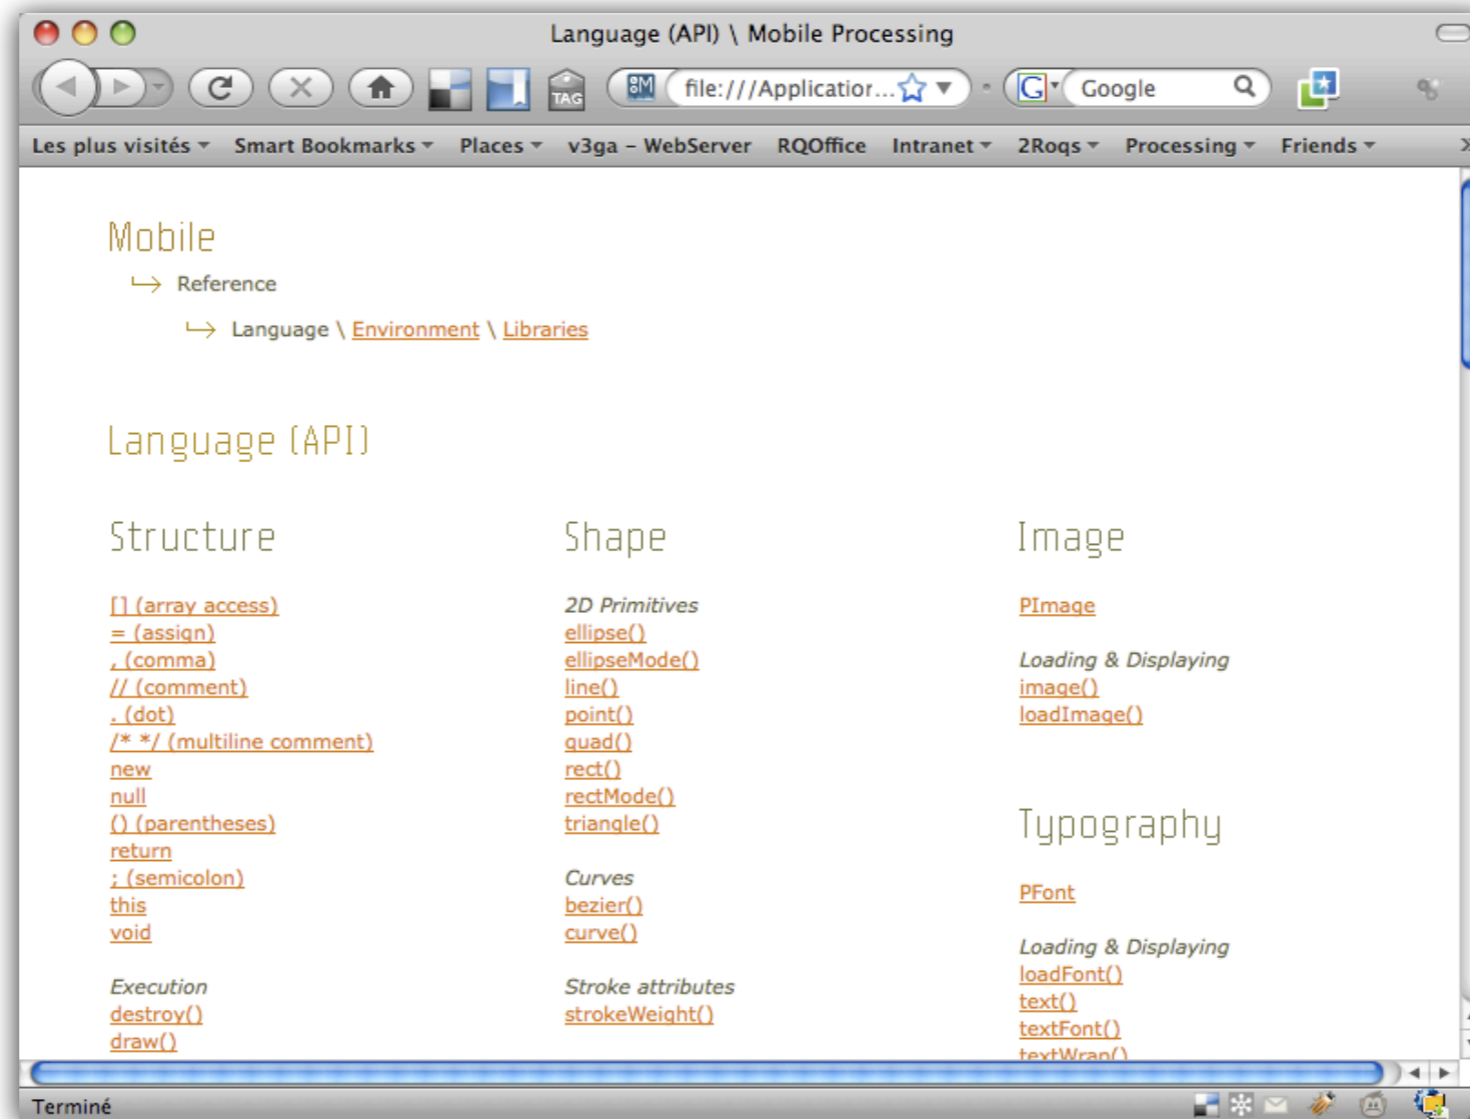 Language (API) \ Mobile Processing
TAG
file:///Applicatior...
G
Google
Les plus visités Smart Bookmarks Places v3ga - WebServer RQOffice Intranet 2Roqs Processing Friends
Mobile
Reference
Language \ Environment \ Libraries
Language (API)
Structure
[] (array access)
= (assign)
, (comma)
// (comment)
. (dot)
/* */ (multiline comment)
new
null
() (parentheses)
return
; (semicolon)
this
void
Execution
destroy()
draw()
Shape
2D Primitives
ellipse()
ellipseMode()
line()
point()
quad()
rect()
rectMode()
triangle()
Curves
bezier()
curve()
Stroke attributes
strokeWeight()
Image
PImage
Loading & Displaying
image()
loadImage()
Typography
PFont
Loading & Displaying
loadFont()
text()
textFont()
textWrap()
Terminé